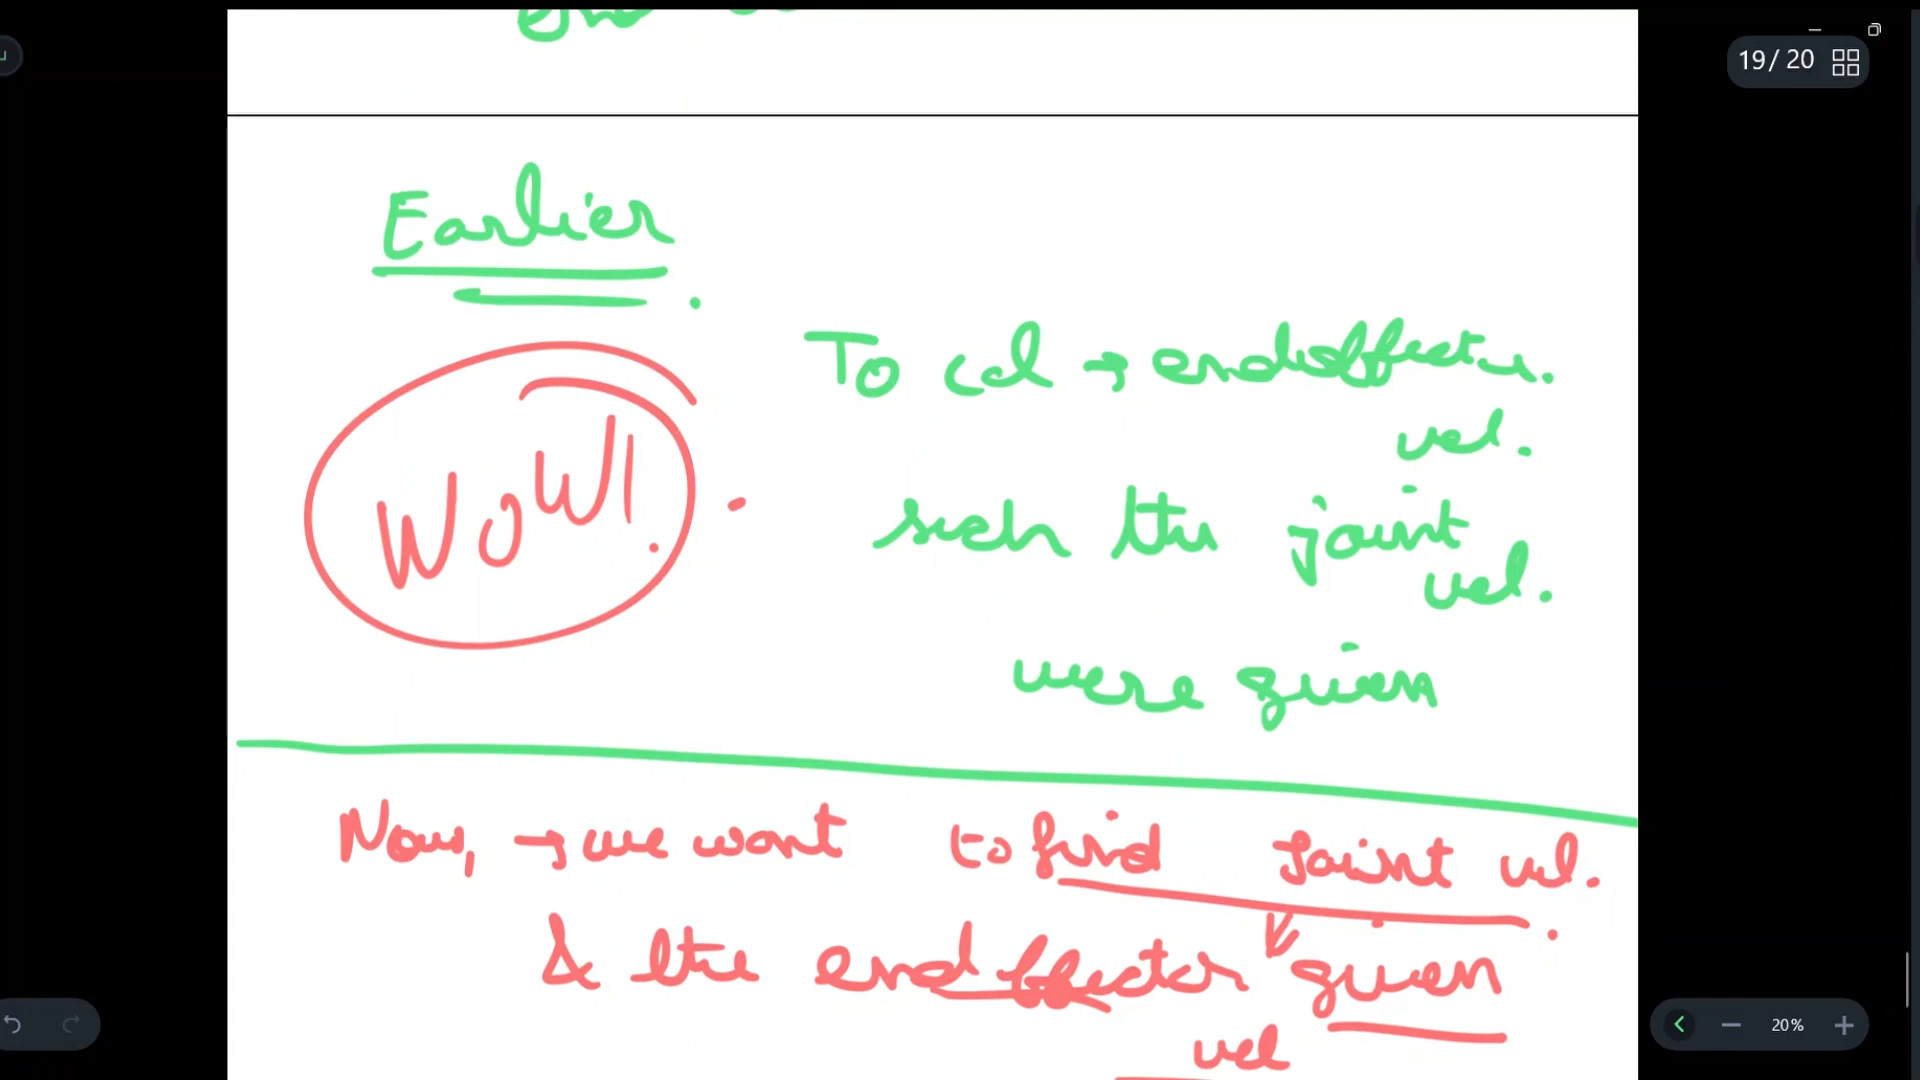 19/ 20
Earlier
To cal → endeffector.
vel.
WOW!
such the joint
vel.
were given
Now, → we want to find Joint vel.
& the endeffector given
vel
20%